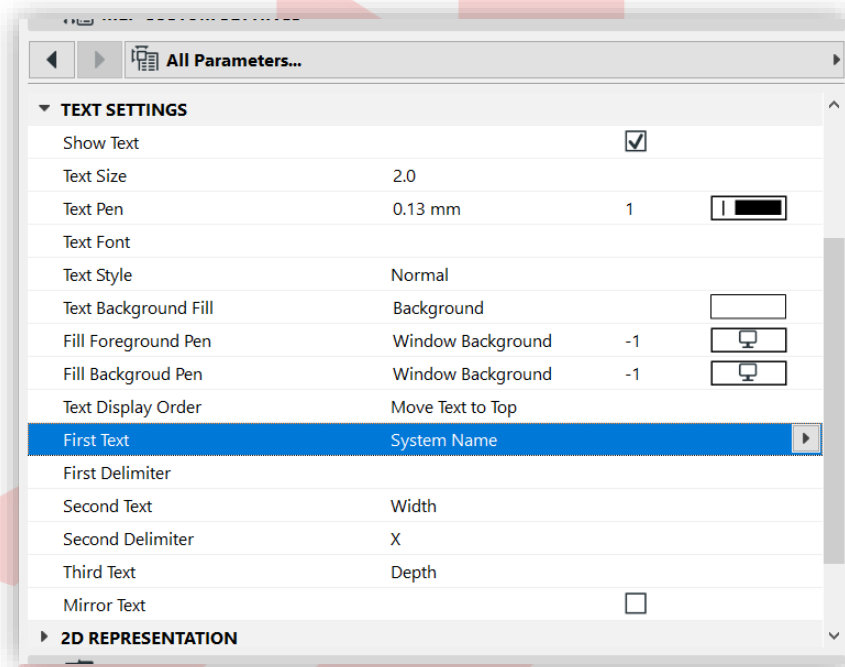 All Parameters...
TEXT SETTINGS
Show Text
Text Size 2.0
Text Pen 0.13 mm 1
Text Font
Text Style Normal
Text Background Fill Background
Fill Foreground Pen Window Background -1
Fill Backgroud Pen Window Background -1
Text Display Order Move Text to Top
First Text System Name
First Delimiter
Second Text Width
Second Delimiter X
Third Text Depth
Mirror Text
2D REPRESENTATION